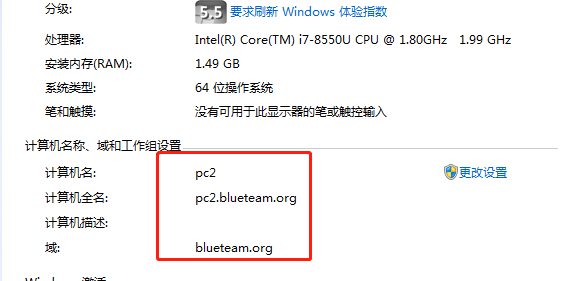 分级:
5.5 要求刷新 Windows 体验指数
处理器: Intel(R) Core(TM) i7-8550U CPU @ 1.80GHz 1.99 GHz
安装内存(RAM): 1.49 GB
系统类型: 64 位操作系统
笔和触摸: 没有可用于此显示器的笔或触控输入
计算机名称、域和工作组设置
计算机名: pc2 更改设置
计算机全名: pc2.blueteam.org
计算机描述:
域: blueteam.org
Windows 激活